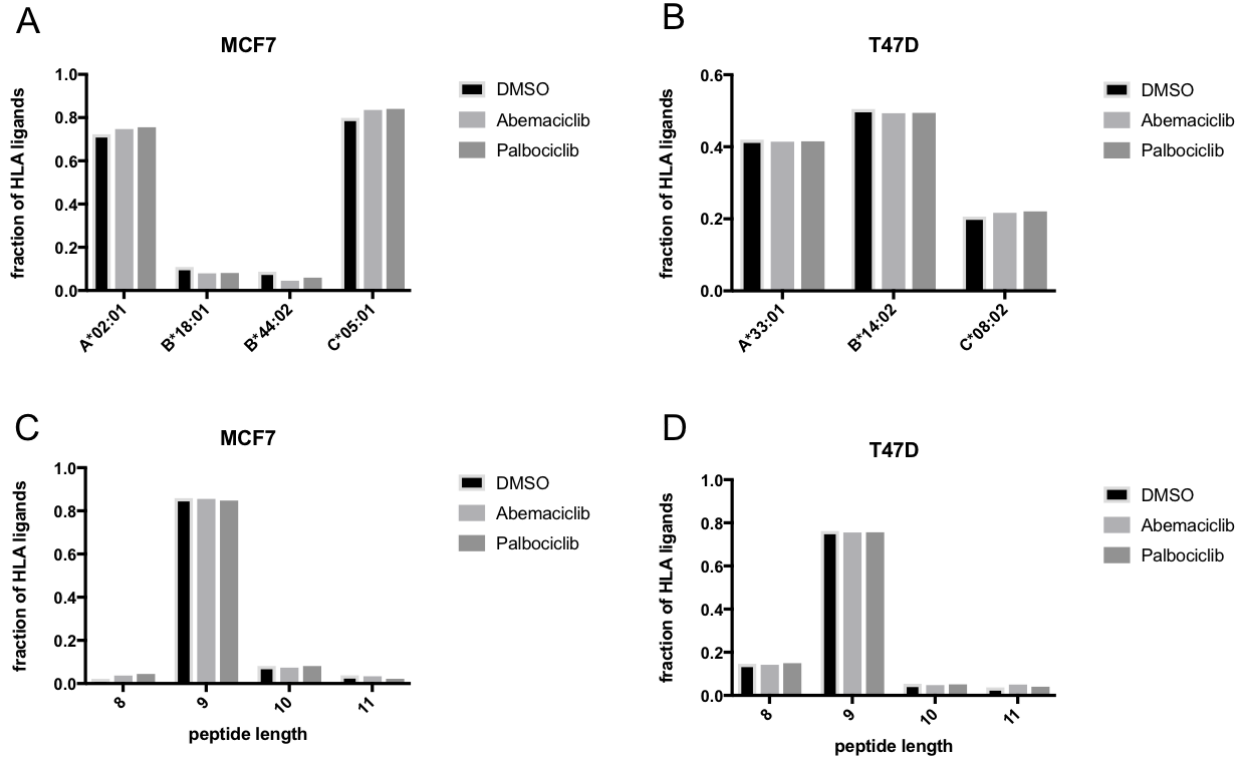 A
MCF7
fraction of HLA ligands
1.0
0.8
0.6
0.4
0.2
0.0
A*02:01
B*18:01
B*44:02
C*05:01
DMSO
Abemaciclib
Palbociclib
B
T47D
fraction of HLA ligands
0.6
0.4
0.2
0.0
A*33:01
B*14:02
C*08:02
DMSO
Abemaciclib
Palbociclib
C
MCF7
fraction of HLA ligands
1.0
0.8
0.6
0.4
0.2
0.0
8
9
10
11
peptide length
DMSO
Abemaciclib
Palbociclib
D
T47D
fraction of HLA ligands
1.0
0.8
0.6
0.4
0.2
0.0
8
9
10
11
peptide length
DMSO
Abemaciclib
Palbociclib